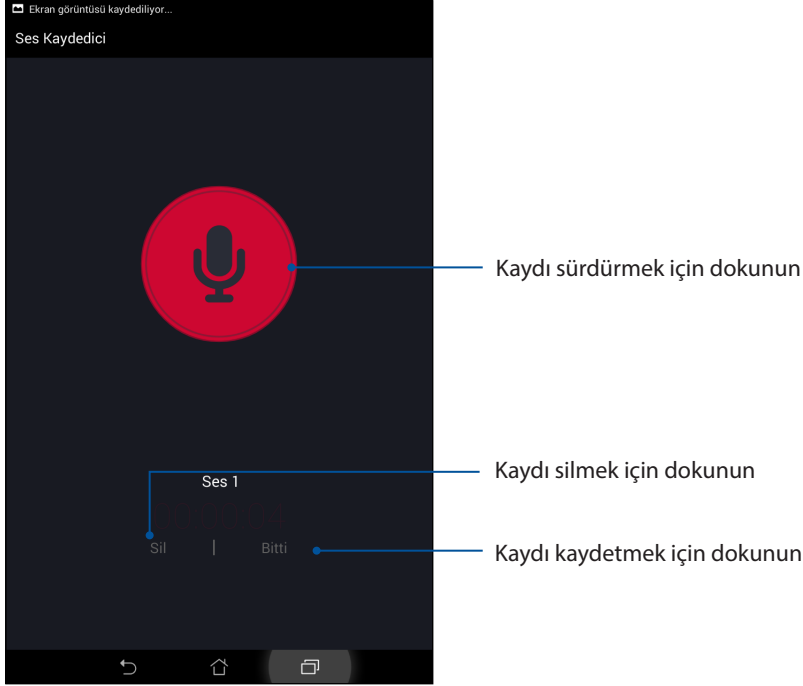 Ekran görüntüsü kaydediliyor...
Ses Kaydedici
Kaydı sürdürmek için dokunun
Kaydı silmek için dokunun
Ses 1
Sil | Bitti
Kaydı kaydetmek için dokunun